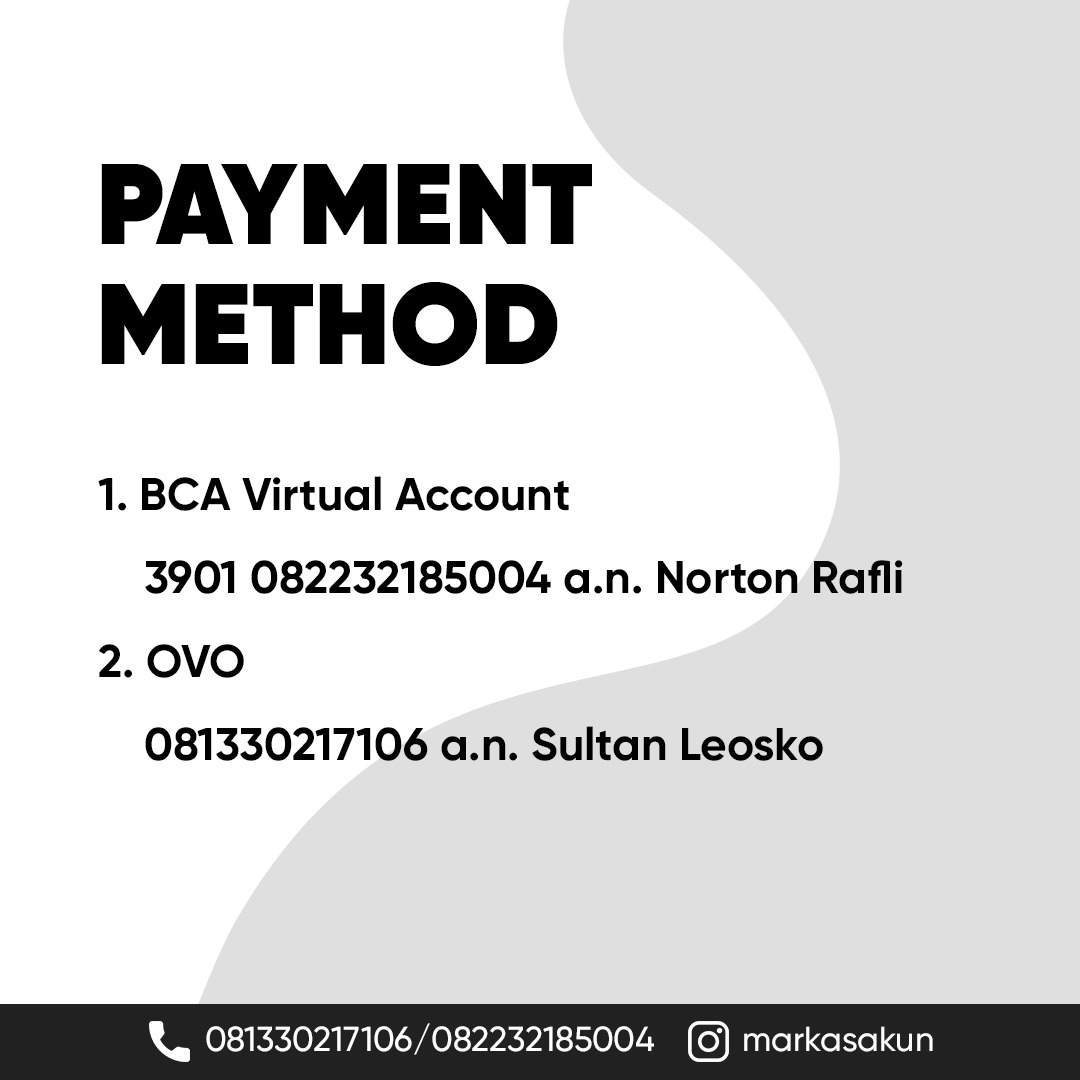 PAYMENT
METHOD
1. BCA Virtual Account
3901 082232185004 a.n. Norton Rafli
2. OVO
081330217106 a.n. Sultan Leosko
081330217106/082232185004 markasakun